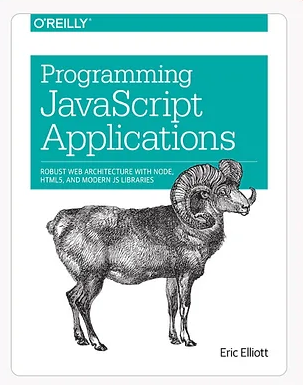 O'REILLY®
Programming
JavaScript
Applications
ROBUST WEB ARCHITECTURE WITH NODE,
HTML5, AND MODERN JS LIBRARIES
Eric Elliott